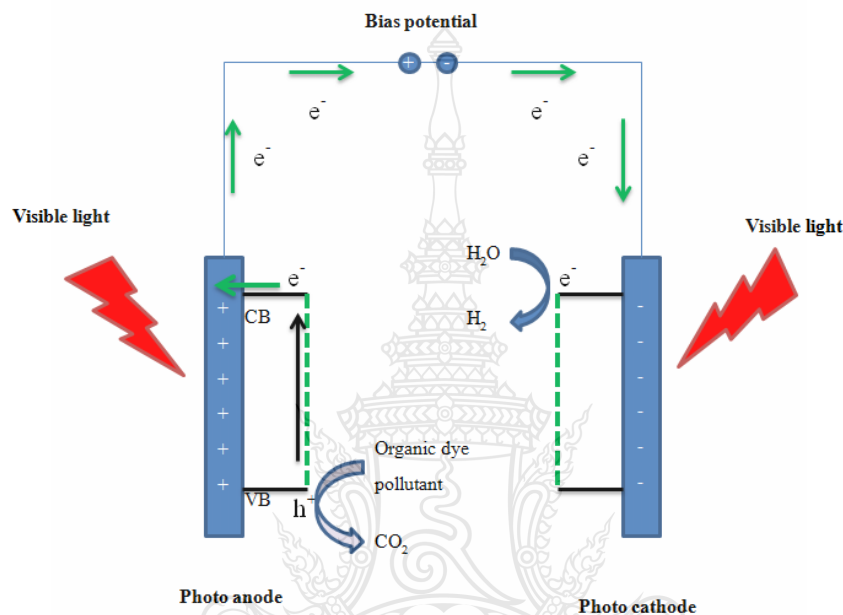 Bias potential
+ -
e⁻
e⁻
e⁻
e⁻
Visible light
Visible light
H₂O
e⁻
e⁻
CB
H₂
+
+
+
+
+
+
-
-
-
-
-
-
Organic dye
pollutant
VB
h⁺
CO₂
Photo anode
Photo cathode